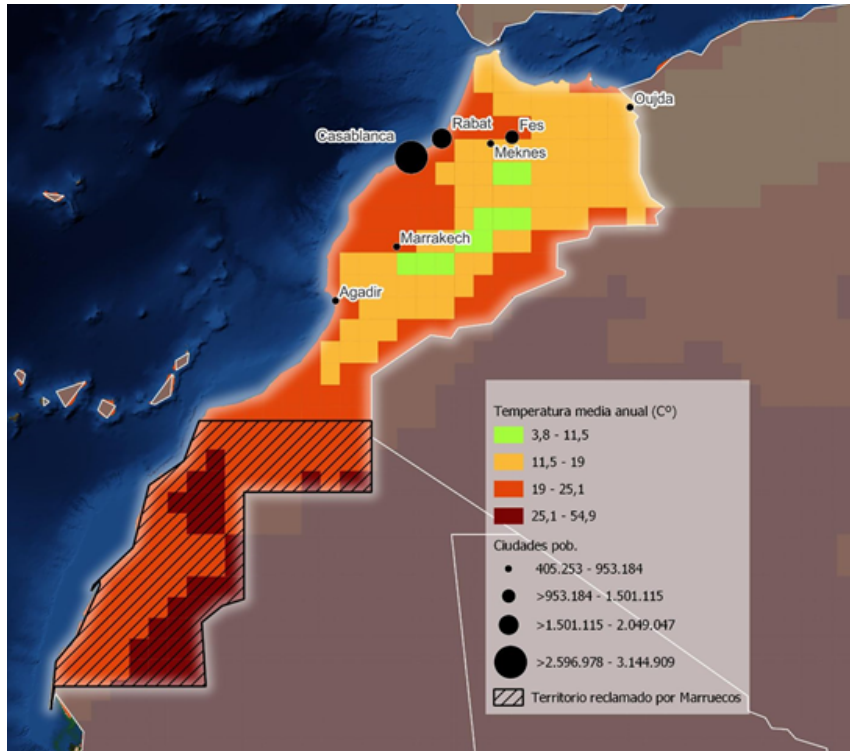 Oujda
Rabat
Fes
Casablanca
Meknes
Marrakech
Agadir
Temperatura media anual (Cº)
3,8 - 11,5
11,5 - 19
19 - 25,1
25,1 - 54,9
Ciudades pob.
405.253 - 953.184
>953.184 - 1.501.115
>1.501.115 - 2.049.047
>2.596.978 - 3.144.909
Territorio reclamado por Marruecos